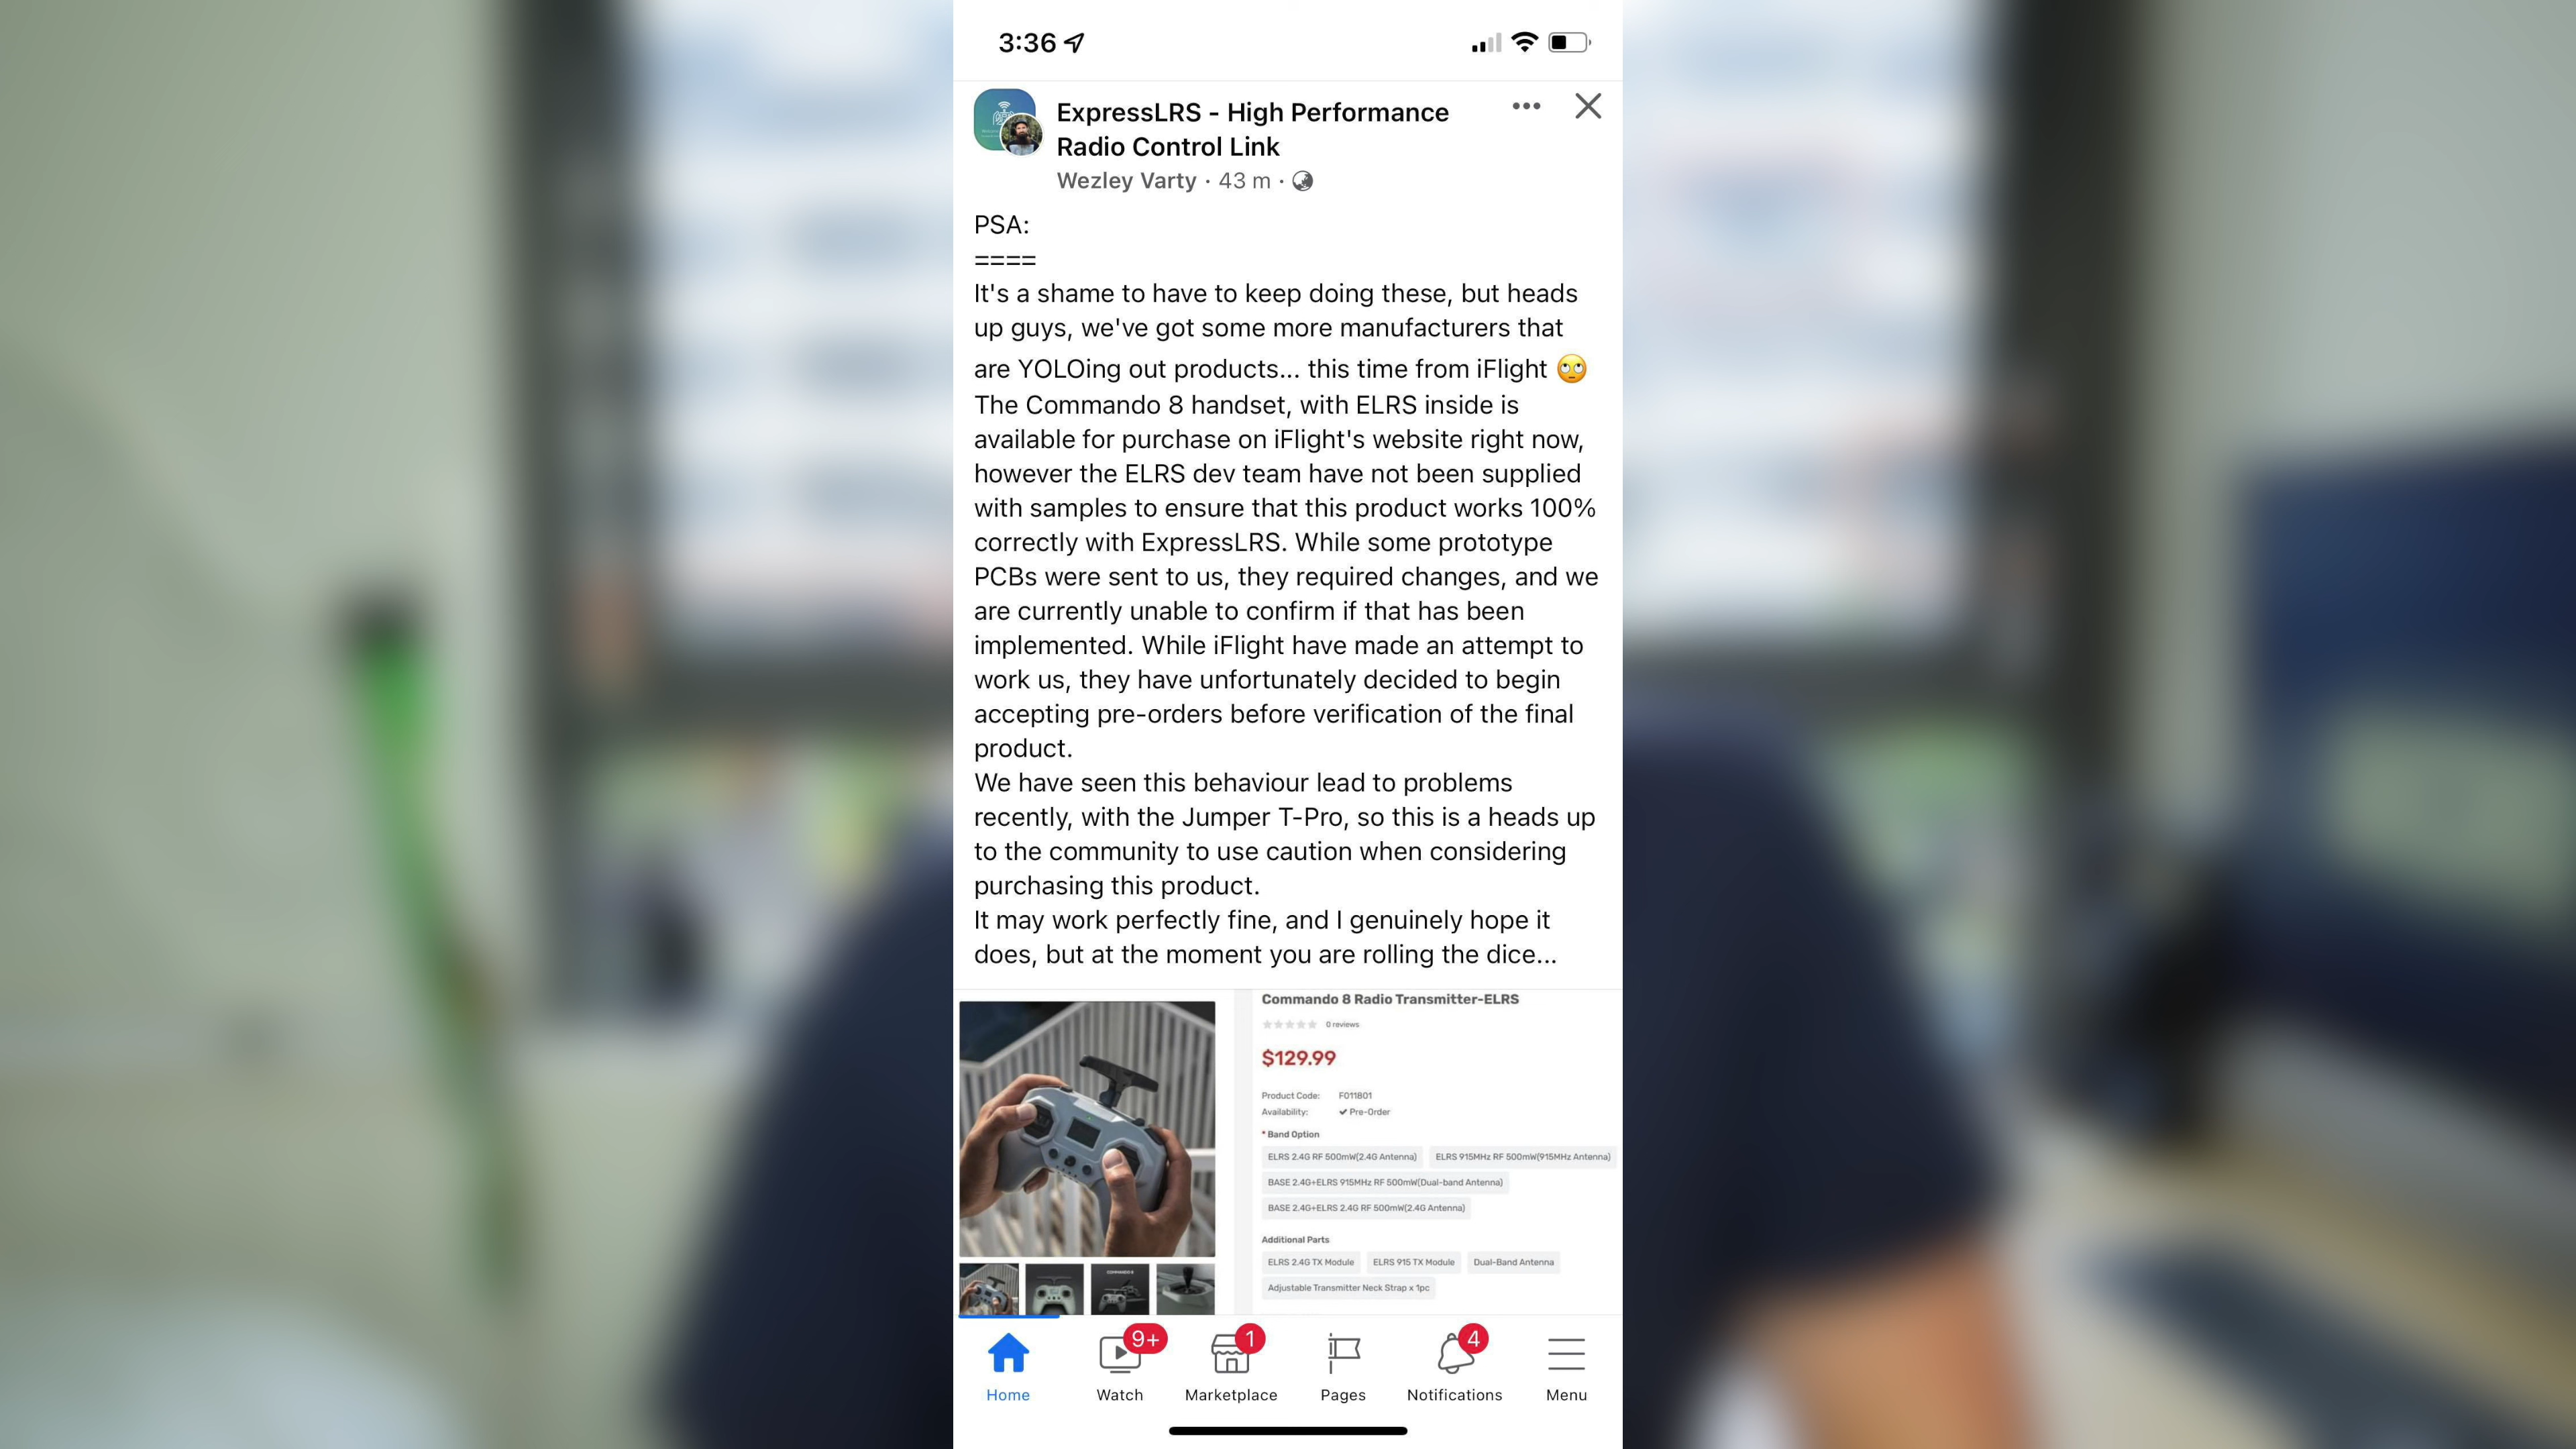 3:36
ExpressLRS - High Performance
Radio Control Link
Wezley Varty · 43 m ·
PSA:
====
It's a shame to have to keep doing these, but heads
up guys, we've got some more manufacturers that
are YOLOing out products... this time from iFlight 🙄
The Commando 8 handset, with ELRS inside is
available for purchase on iFlight's website right now,
however the ELRS dev team have not been supplied
with samples to ensure that this product works 100%
correctly with ExpressLRS. While some prototype
PCBs were sent to us, they required changes, and we
are currently unable to confirm if that has been
implemented. While iFlight have made an attempt to
work us, they have unfortunately decided to begin
accepting pre-orders before verification of the final
product.
We have seen this behaviour lead to problems
recently, with the Jumper T-Pro, so this is a heads up
to the community to use caution when considering
purchasing this product.
It may work perfectly fine, and I genuinely hope it
does, but at the moment you are rolling the dice...
Commando 8 Radio Transmitter-ELRS
0 reviews
$129.99
Product Code: F011801
Availability: ✔ Pre-Order
* Band Option
ELRS 2.4G RF 500mW(2.4G Antenna) ELRS 915MHz RF 500mW(915MHz Antenna)
BASE 2.4G+ELRS 915MHz RF 500mW(Dual-band Antenna)
BASE 2.4G+ELRS 2.4G RF 500mW(2.4G Antenna)
Additional Parts
ELRS 2.4G TX Module ELRS 915 TX Module Dual-Band Antenna
Adjustable Transmitter Neck Strap x 1pc
COMMANDO 8
9+ 1 4
Home Watch Marketplace Pages Notifications Menu